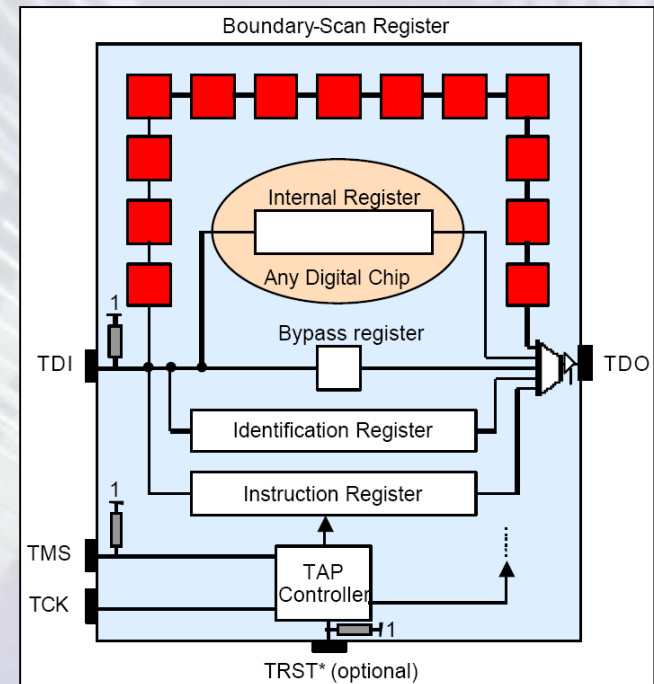 Boundary-Scan Register
Internal Register
Any Digital Chip
1
Bypass register
TDI
TDO
Identification Register
1
Instruction Register
TMS
TAP
Controller
TCK
1
TRST* (optional)